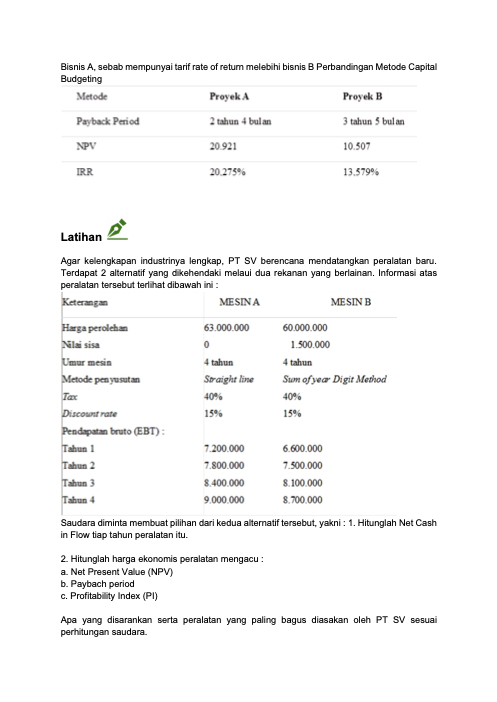 Bisnis A, sebab mempunyai tarif rate of return melebihi bisnis B Perbandingan Metode Capital
Budgeting
Metode Proyek A Proyek B
Payback Period 2 tahun 4 bulan 3 tahun 5 bulan
NPV 20.921 10.507
IRR 20.275% 13.579%
Latihan
Agar kelengkapan industrinya lengkap, PT SV berencana mendatangkan peralatan baru.
Terdapat 2 alternatif yang dikehendaki melaui dua rekanan yang berlainan. Informasi atas
peralatan tersebut terlihat dibawah ini :
Keterangan MESIN A MESIN B
Harga perolehan 63.000.000 60.000.000
Nilai sisa 0 1.500.000
Umur mesin 4 tahun 4 tahun
Metode penyusutan Straight line Sum of year Digit Method
Tax 40% 40%
Discount rate 15% 15%
Pendapatan bruto (EBT) :
Tahun 1 7.200.000 6.600.000
Tahun 2 7.800.000 7.500.000
Tahun 3 8.400.000 8.100.000
Tahun 4 9.000.000 8.700.000
Saudara diminta membuat pilihan dari kedua alternatif tersebut, yakni : 1. Hitunglah Net Cash
in Flow tiap tahun peralatan itu.
2. Hitunglah harga ekonomis peralatan mengacu :
a. Net Present Value (NPV)
b. Paybach period
c. Profitability Index (PI)
Apa yang disarankan serta peralatan yang paling bagus diasakan oleh PT SV sesuai
perhitungan saudara.